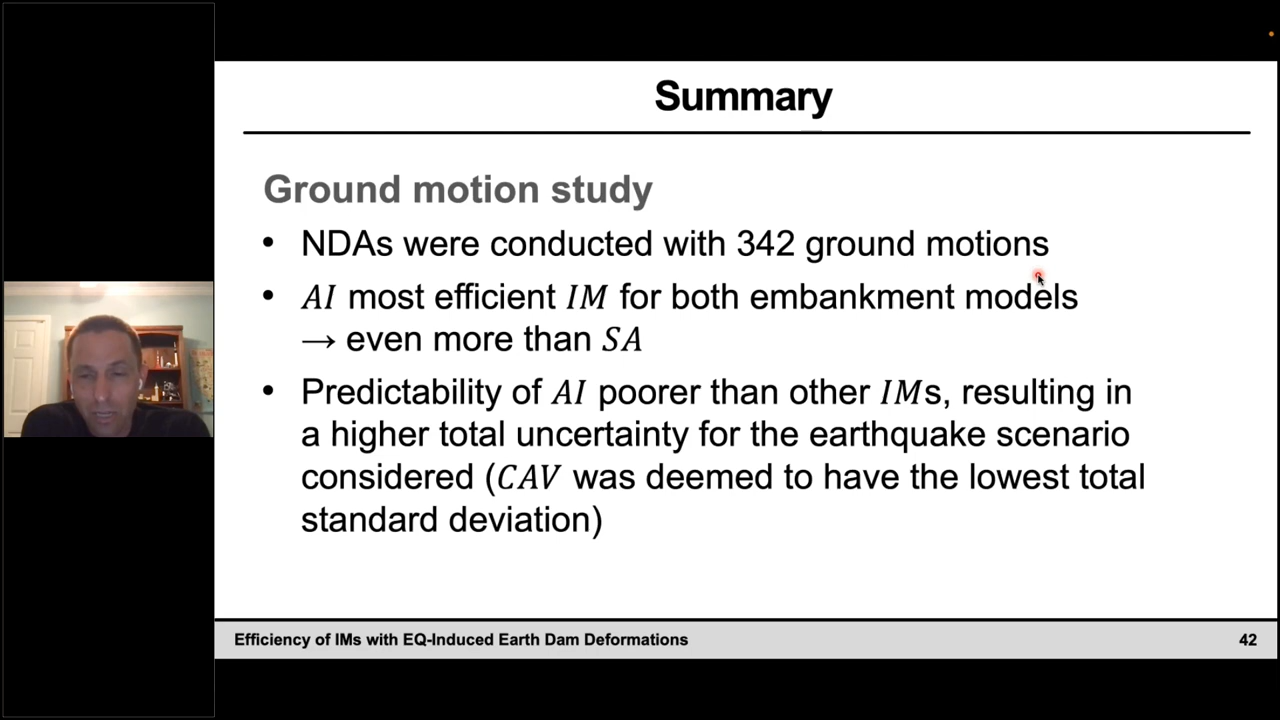 Summary
Ground motion study
• NDAs were conducted with 342 ground motions
• AI most efficient IM for both embankment models
→ even more than SA
• Predictability of AI poorer than other IMs, resulting in
a higher total uncertainty for the earthquake scenario
considered (CAV was deemed to have the lowest total
standard deviation)
Efficiency of IMs with EQ-Induced Earth Dam Deformations
42